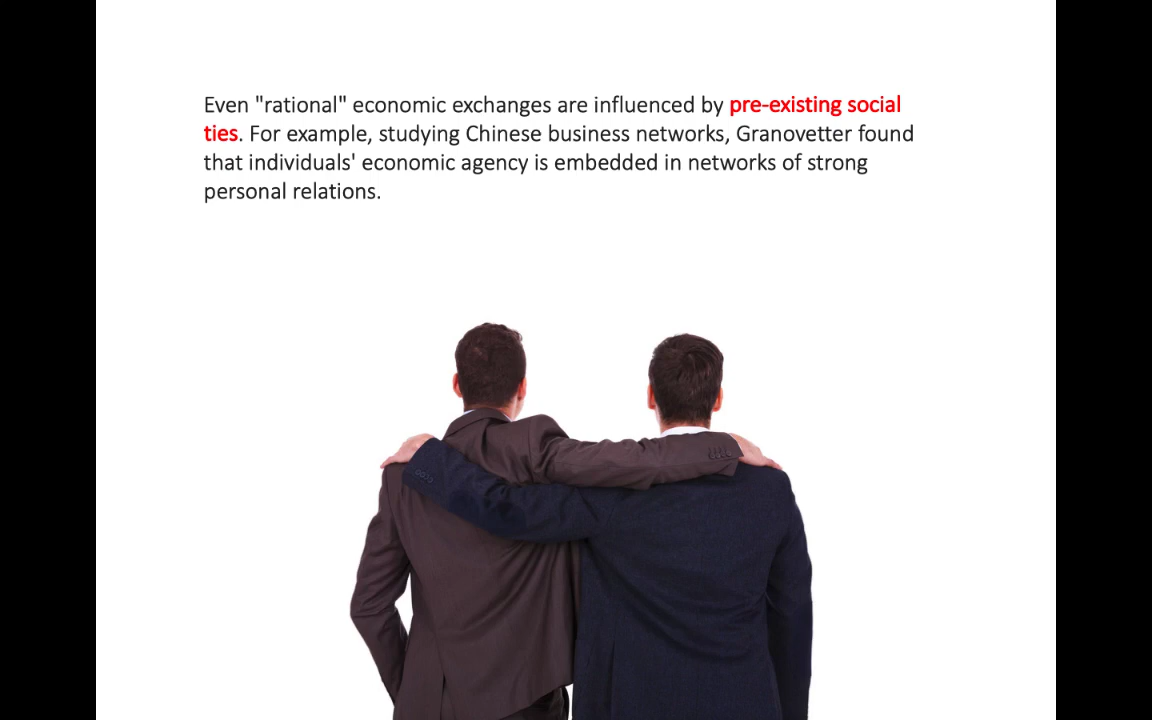 Even "rational" economic exchanges are influenced by pre-existing social
ties. For example, studying Chinese business networks, Granovetter found
that individuals' economic agency is embedded in networks of strong
personal relations.